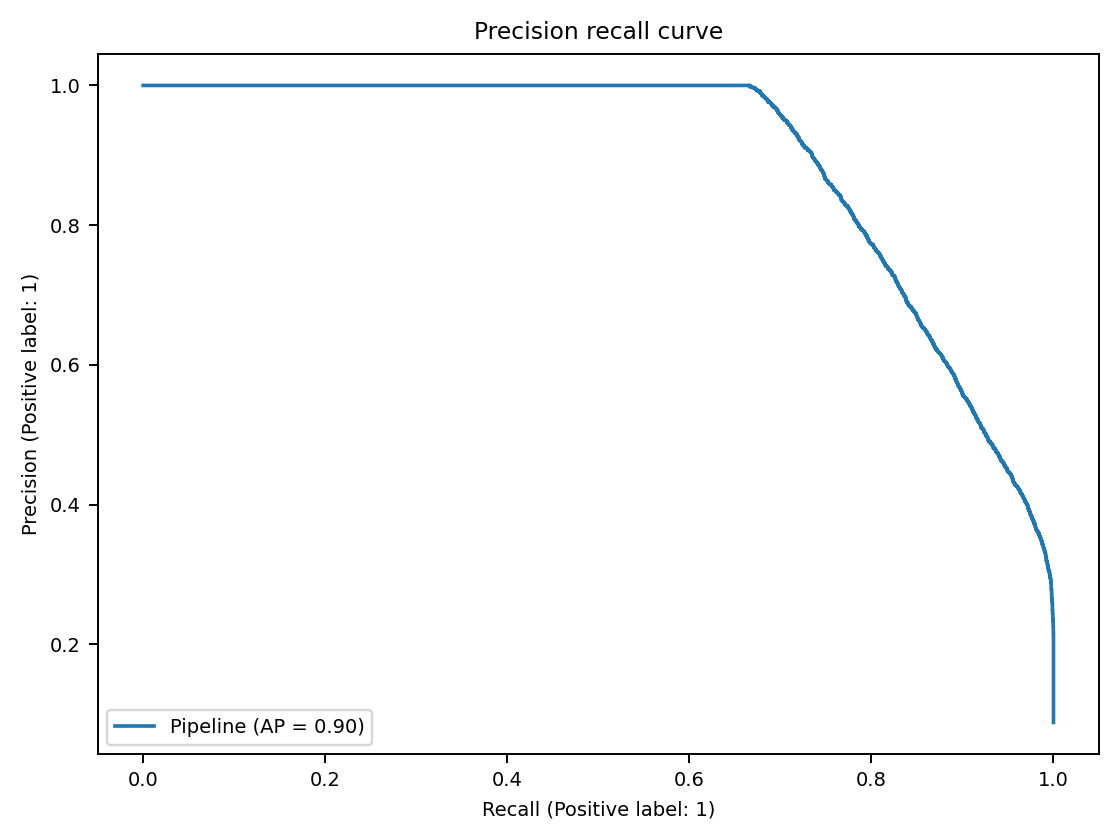 Precision recall curve
1.0
0.8
0.6
0.4
0.2
Precision (Positive label: 1)
Pipeline (AP = 0.90)
0.0 0.2 0.4 0.6 0.8 1.0
Recall (Positive label: 1)